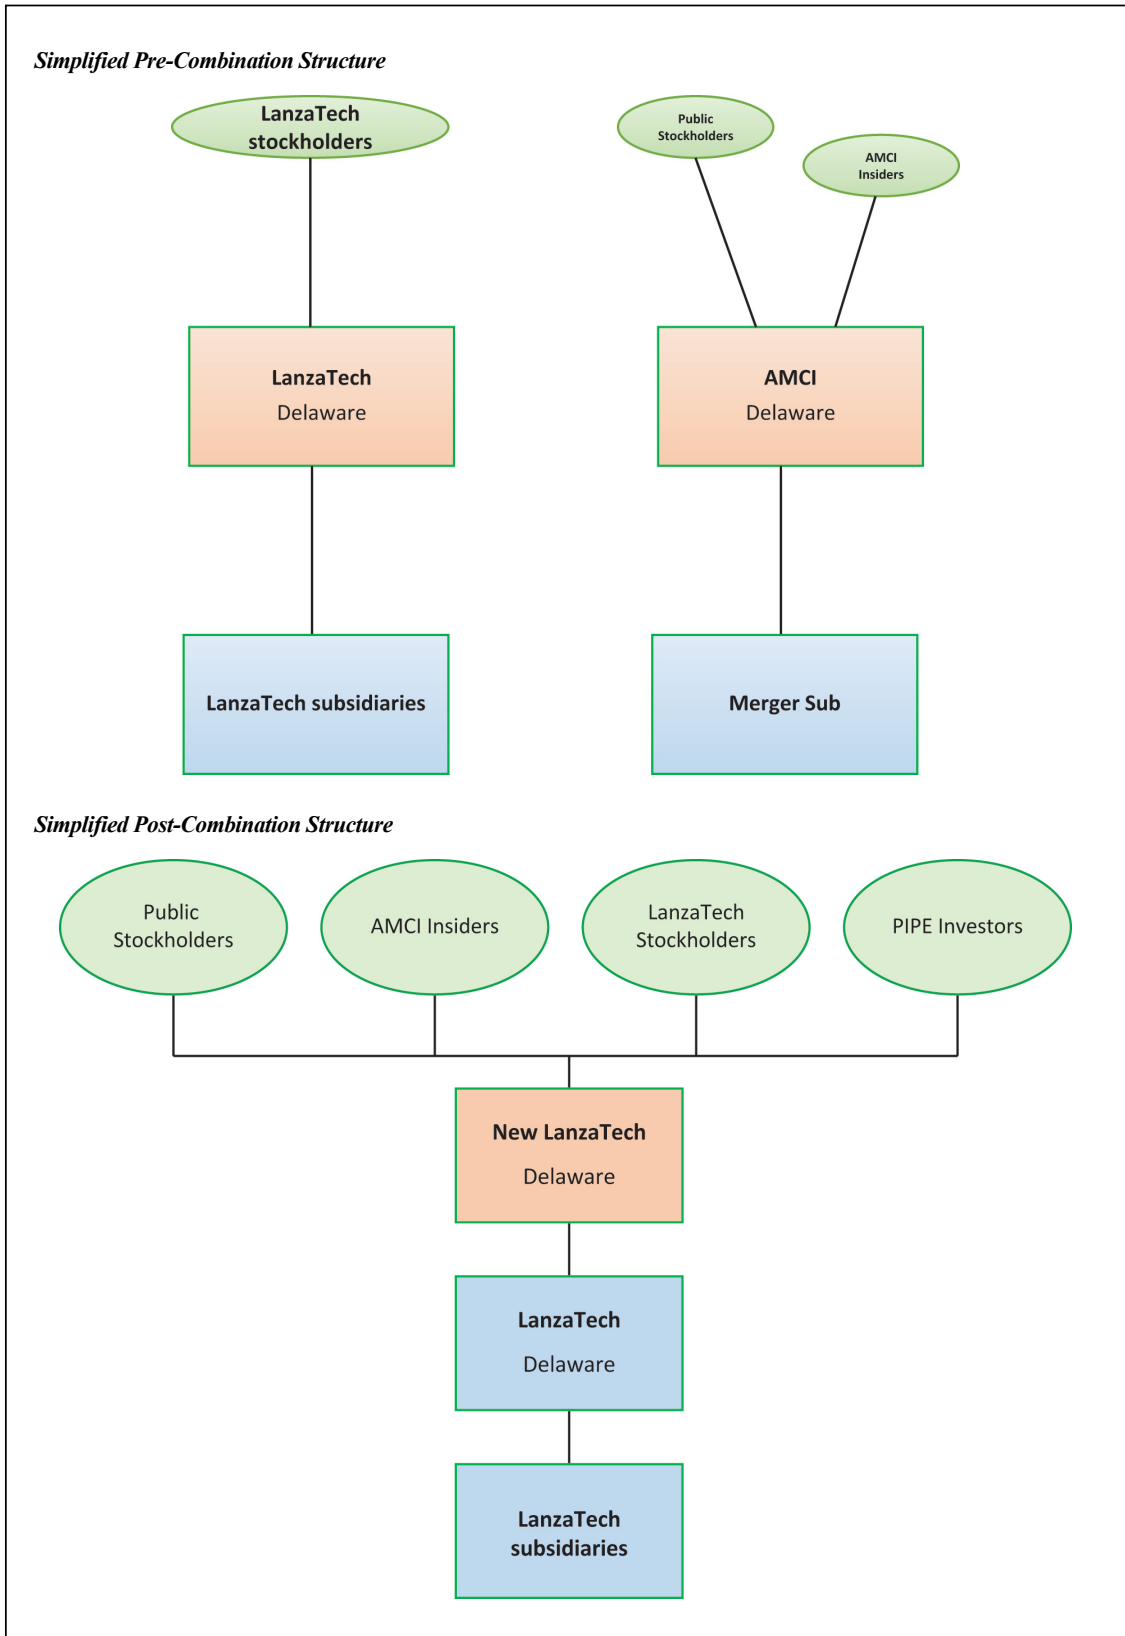 Simplified Pre-Combination Structure
LanzaTech
stockholders
Public
Stockholders
AMCI
Insiders
LanzaTech
Delaware
AMCI
Delaware
LanzaTech subsidiaries
Merger Sub
Simplified Post-Combination Structure
Public
Stockholders
AMCI Insiders
LanzaTech
Stockholders
PIPE Investors
New LanzaTech
Delaware
LanzaTech
Delaware
LanzaTech
subsidiaries